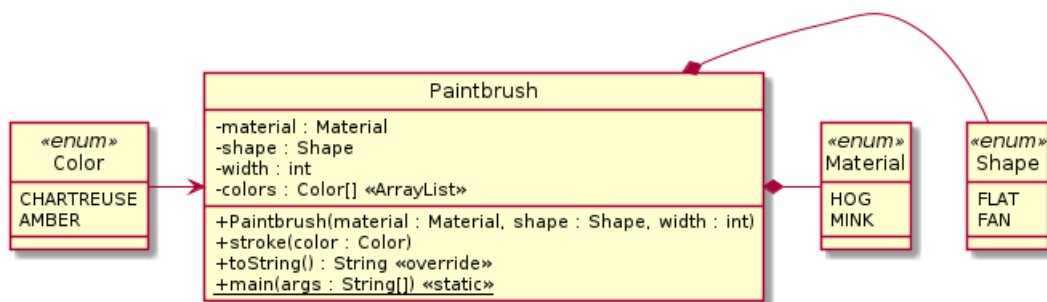 «enum»
Color
CHARTREUSE
AMBER
Paintbrush
-material : Material
-shape : Shape
-width : int
-colors : Color[] «ArrayList»
+Paintbrush(material : Material, shape : Shape, width : int)
+stroke(color : Color)
+toString() : String «override»
+main(args : String[]) «static»
«enum»
Material
HOG
MINK
«enum»
Shape
FLAT
FAN